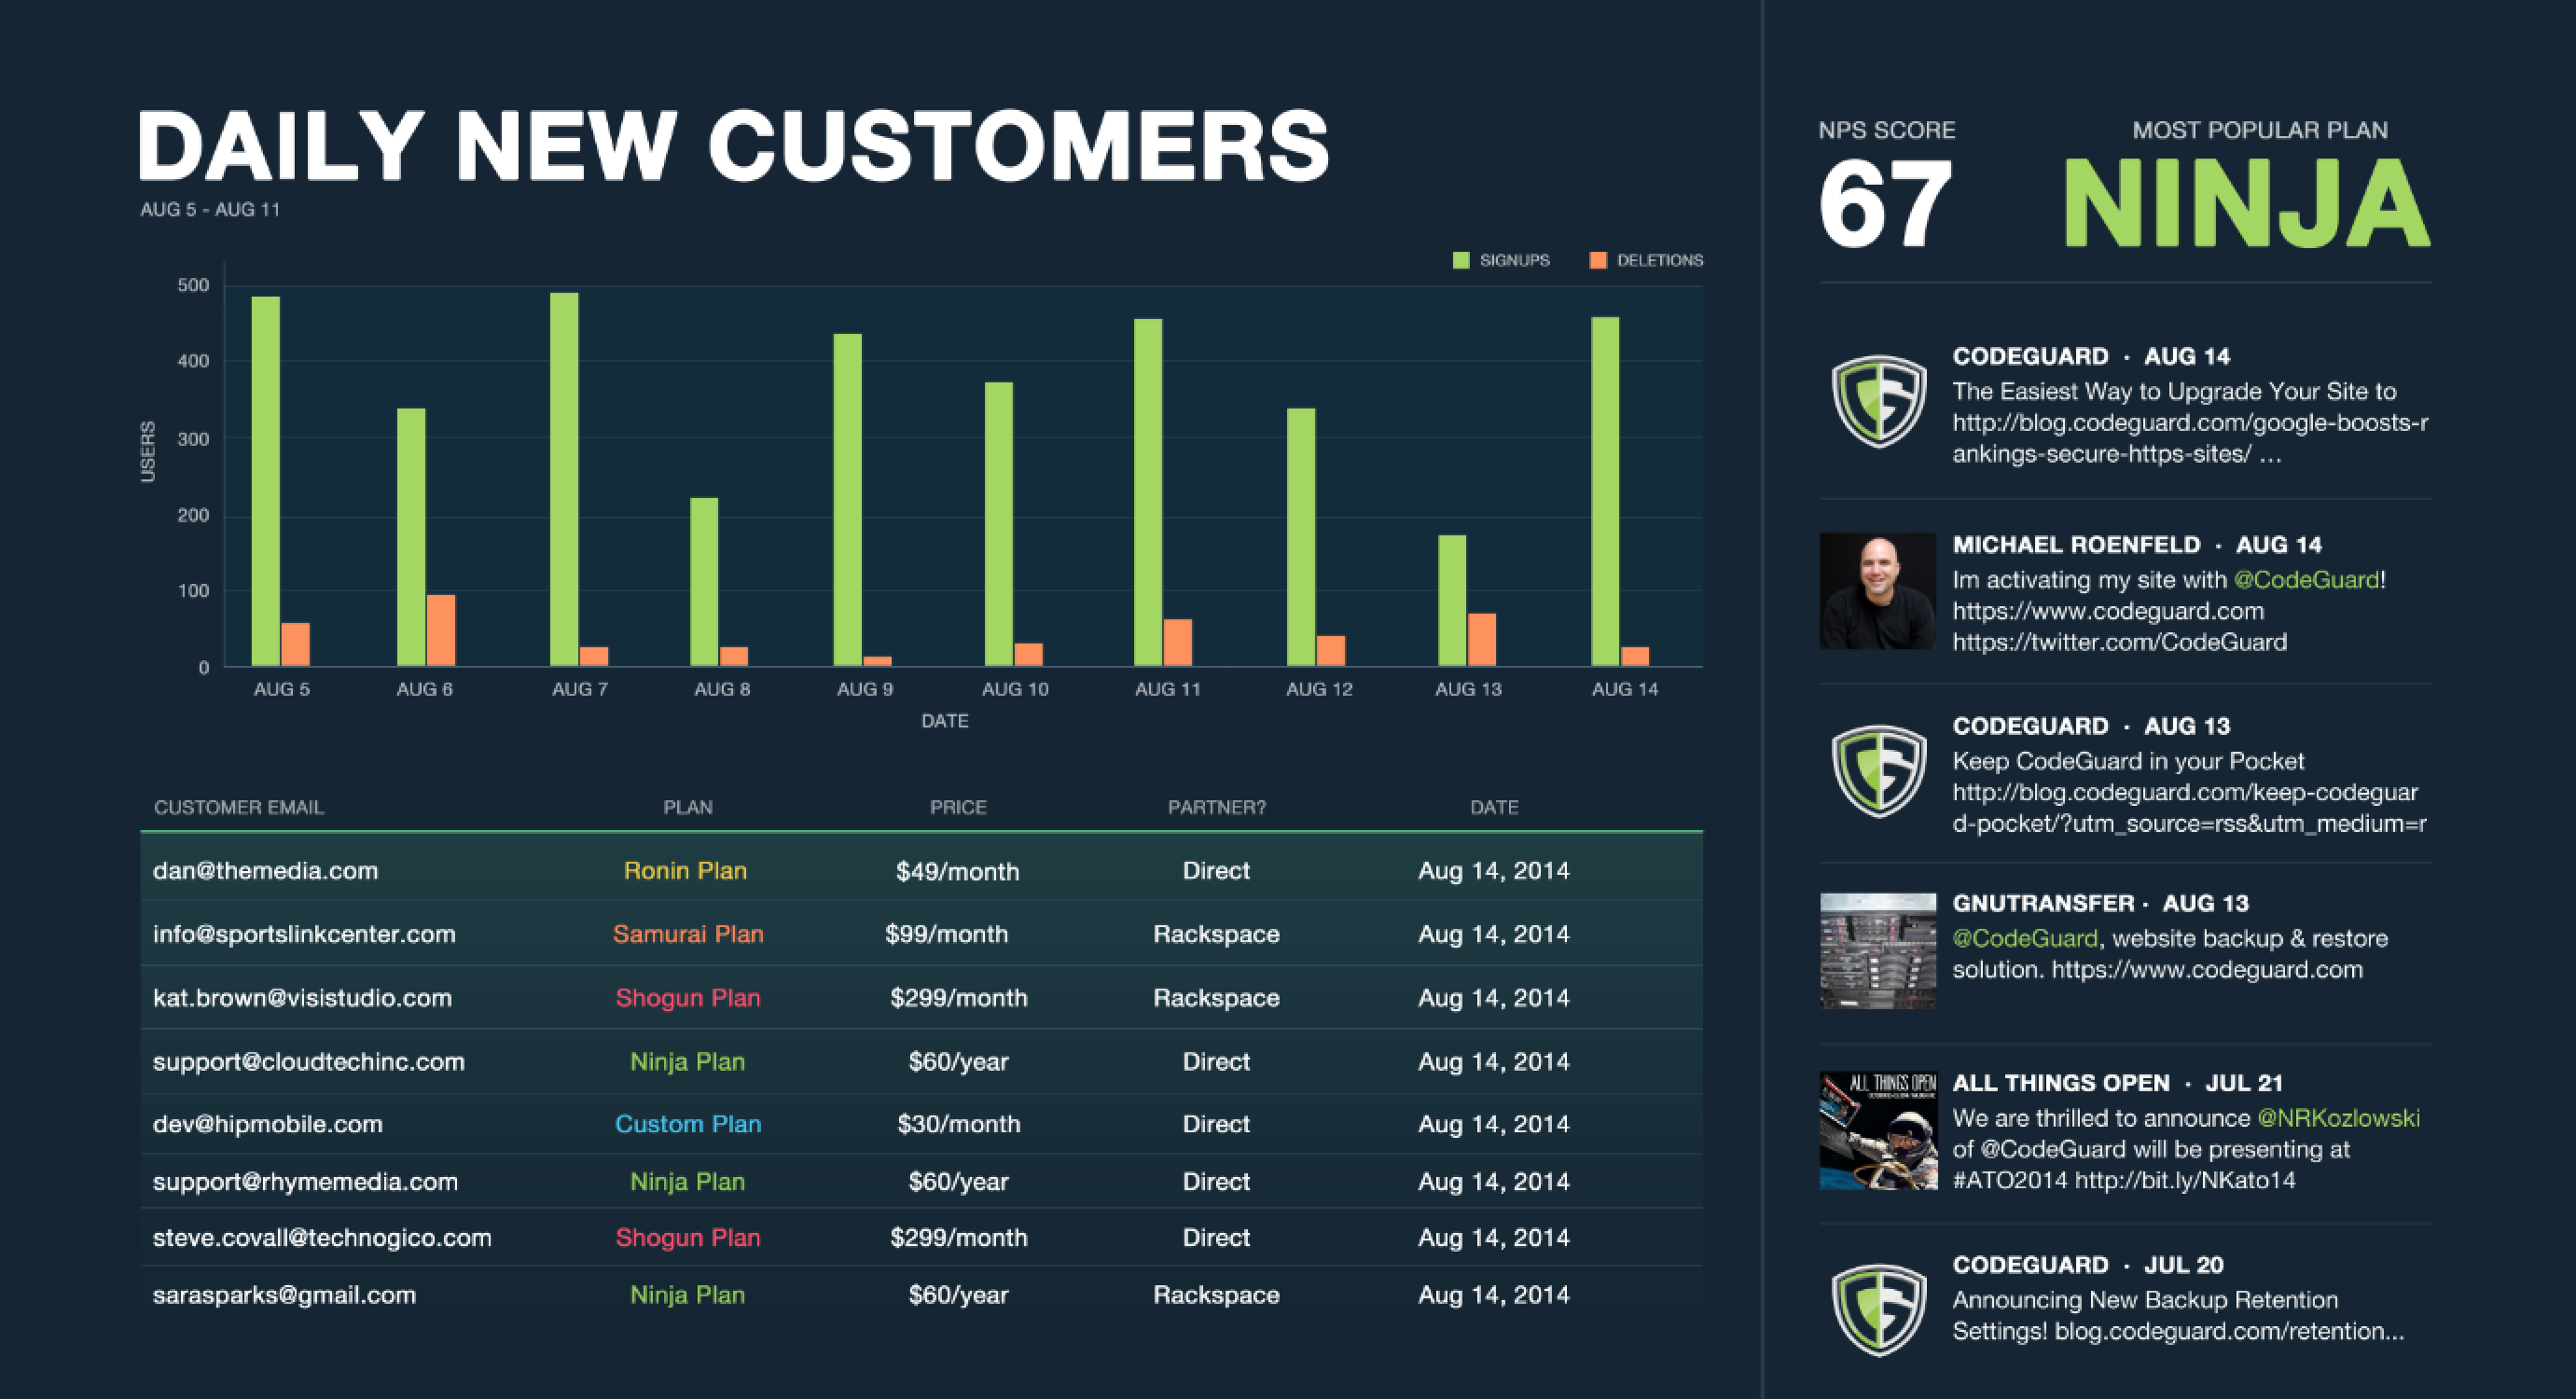 DAILY NEW CUSTOMERS
AUG 5 - AUG 11
SIGNUPS
DELETIONS
500
400
300
200
100
0
USERS
AUG 5
AUG 6
AUG 7
AUG 8
AUG 9
AUG 10
AUG 11
AUG 12
AUG 13
AUG 14
DATE
CUSTOMER EMAIL PLAN PRICE PARTNER? DATE
dan@themedia.com Ronin Plan $49/month Direct Aug 14, 2014
info@sportslinkcenter.com Samurai Plan $99/month Rackspace Aug 14, 2014
kat.brown@visistudio.com Shogun Plan $299/month Rackspace Aug 14, 2014
support@cloudtechinc.com Ninja Plan $60/year Direct Aug 14, 2014
dev@hipmobile.com Custom Plan $30/month Direct Aug 14, 2014
support@rhymemedia.com Ninja Plan $60/year Direct Aug 14, 2014
steve.covall@technogico.com Shogun Plan $299/month Direct Aug 14, 2014
sarasparks@gmail.com Ninja Plan $60/year Rackspace Aug 14, 2014
NPS SCORE
67
MOST POPULAR PLAN
NINJA
CODEGUARD · AUG 14
The Easiest Way to Upgrade Your Site to
http://blog.codeguard.com/google-boosts-r
ankings-secure-https-sites/ ...
MICHAEL ROENFELD · AUG 14
Im activating my site with @CodeGuard!
https://www.codeguard.com
https://twitter.com/CodeGuard
CODEGUARD · AUG 13
Keep CodeGuard in your Pocket
http://blog.codeguard.com/keep-codeguar
d-pocket/?utm_source=rss&utm_medium=r
GNUTRANSFER · AUG 13
@CodeGuard, website backup & restore
solution. https://www.codeguard.com
ALL THINGS OPEN
ALL THINGS OPEN · JUL 21
We are thrilled to announce @NRKozlowski
of @CodeGuard will be presenting at
#ATO2014 http://bit.ly/NKato14
CODEGUARD · JUL 20
Announcing New Backup Retention
Settings! blog.codeguard.com/retention...